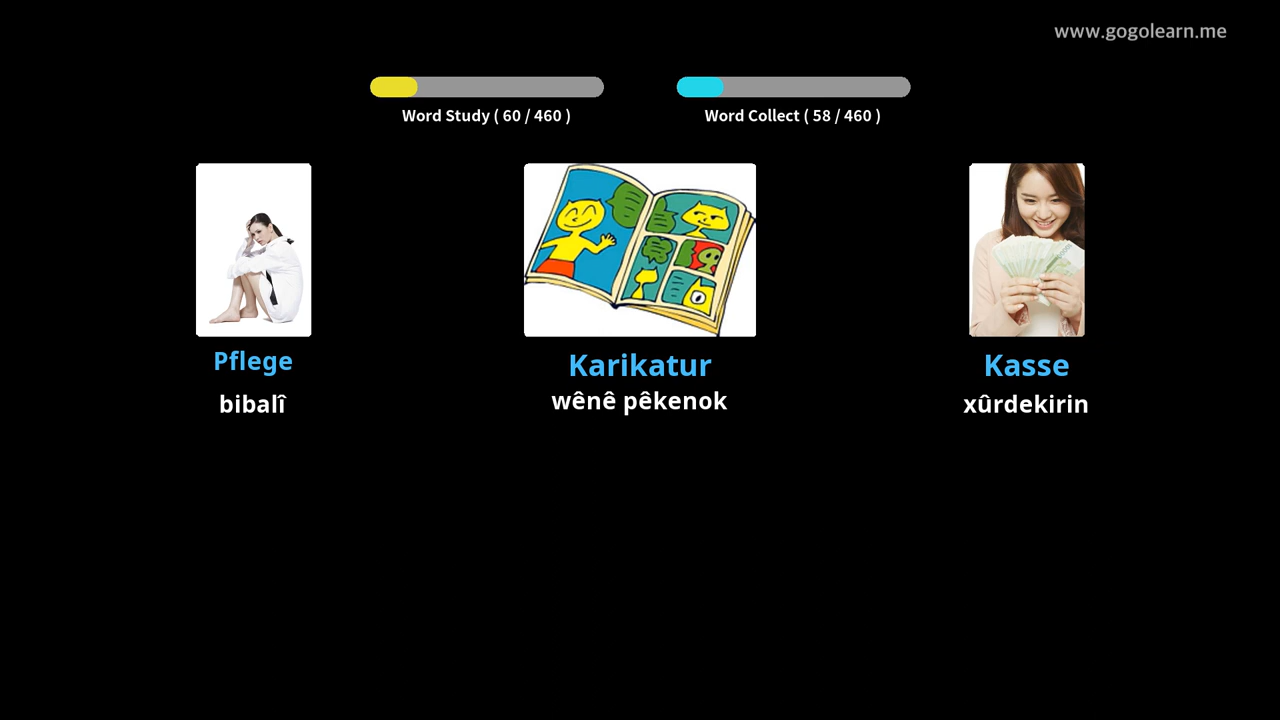 www.gogolearn.me
Word Study ( 60 / 460 )
Word Collect ( 58 / 460 )
Pflege
bibalî
Karikatur
wênê pêkenok
Kasse
xûrdekirin